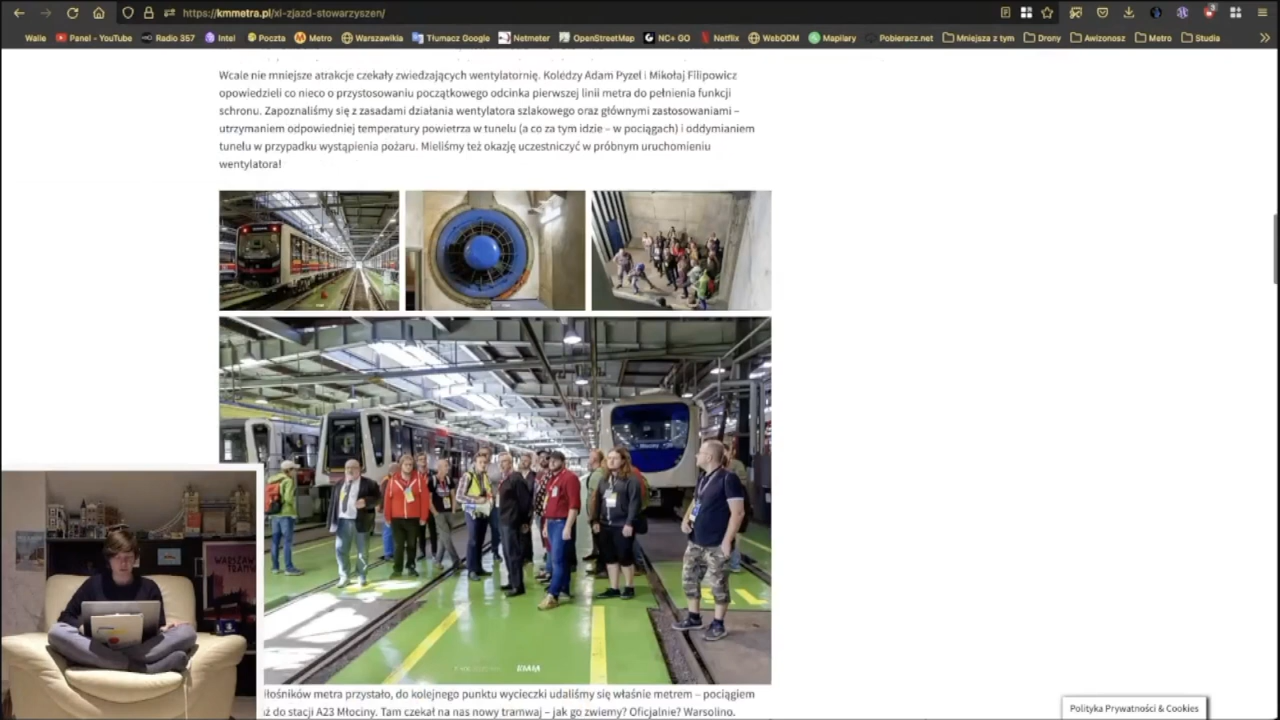 https://kmmetra.pl/xi-zjazd-stowarzyszen/
Walle Panel - YouTube Radio 357 Intel Poczta Metro Warszawikia Tłumacz Google Netmeter OpenStreetMap NC+ GO Netflix WebODM Mapilary Pobieracz.net Mniejsza z tym Drony Awizonosz Metro Studia
Wcale nie mniejsze atrakcje czekały zwiedzających wentylatornię. Koledzy Adam Pyzel i Mikołaj Filipowicz
opowiedzieli co nieco o przystosowaniu początkowego odcinka pierwszej linii metra do pełnienia funkcji
schronu. Zapoznaliśmy się z zasadami działania wentylatora szlakowego oraz głównymi zastosowaniami –
utrzymaniem odpowiedniej temperatury powietrza w tunelu (a co za tym idzie – w pociągach) i oddymianiem
tunelu w przypadku wystąpienia pożaru. Mieliśmy też okazję uczestniczyć w próbnym uruchomieniu
wentylatora!
Młociny
WARSZAWA
TRAMW
iłośników metra przystało, do kolejnego punktu wycieczki udaliśmy się właśnie metrem – pociągiem
ż do stacji A23 Młociny. Tam czekał na nas nowy tramwaj – jak go zwiemy? Oficjalnie? Warsolino.
Polityka Prywatności & Cookies